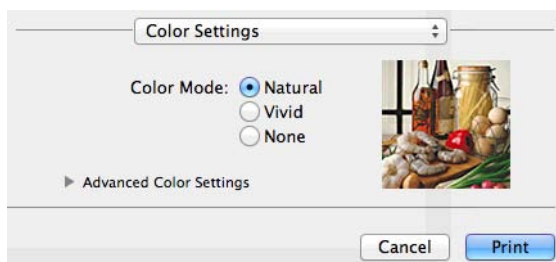 Color Settings
Color Mode: Natural
Vivid
None
Advanced Color Settings
Cancel Print